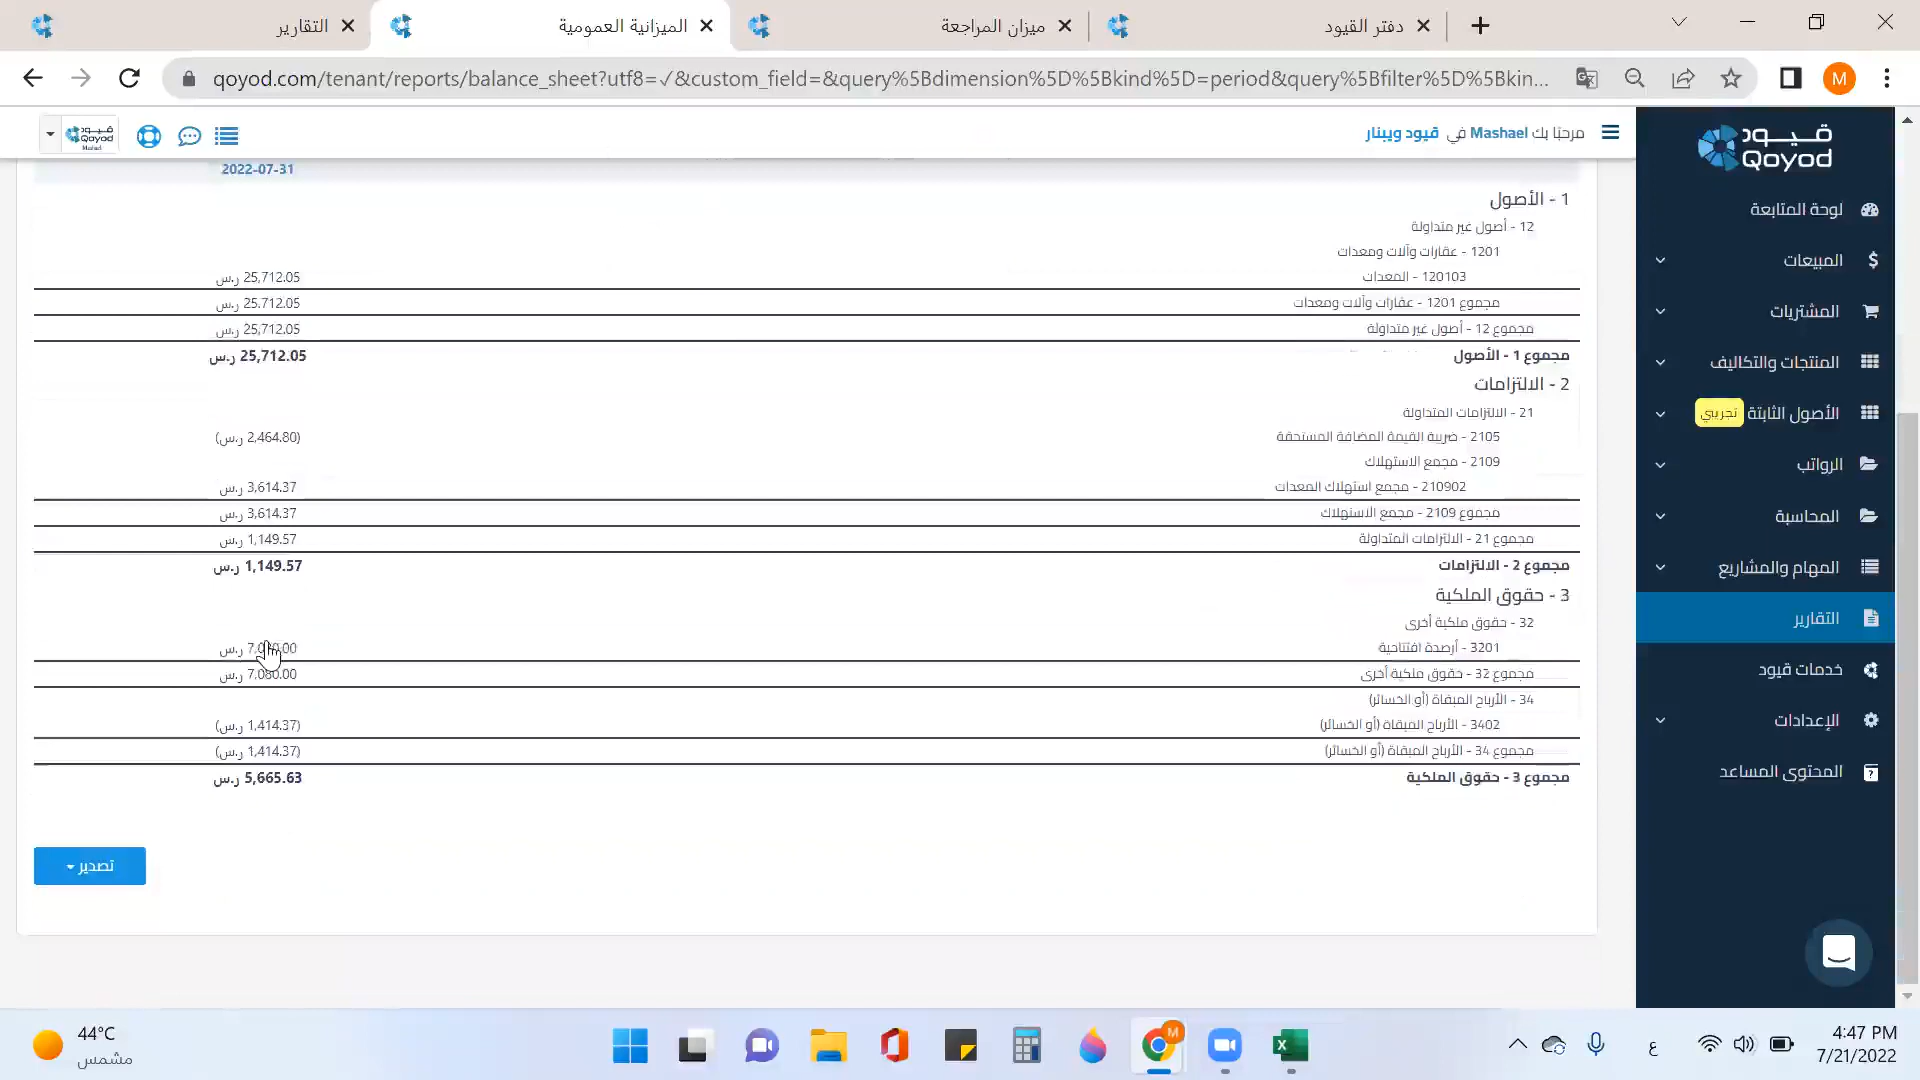 التقارير
الميزانية العمومية
ميزان المراجعة
دفتر القيود
qoyod.com/tenant/reports/balance_sheet?utf8=✓&custom_field=&query%5Bdimension%5D%5Bkind%5D=period&query%5Bfilter%5D%5Bkin...
M
مرحبًا بك Mashael في قيود ويبنار
قيود Qoyod
2022-07-31
1 - الأصول
12 - أصول غير متداولة
1201 - عقارات وآلات ومعدات
120103 - المعدات 25,712.05 ر.س
مجموع 1201 - عقارات وآلات ومعدات 25,712.05 ر.س
مجموع 12 - أصول غير متداولة 25,712.05 ر.س
مجموع 1 - الأصول 25,712.05 ر.س
2 - الالتزامات
21 - الالتزامات المتداولة
2105 - ضريبة القيمة المضافة المستحقة (2,464.80 ر.س)
2109 - مجمع الاستهلاك
210902 - مجمع استهلاك المعدات 3,614.37 ر.س
مجموع 2109 - مجمع الاستهلاك 3,614.37 ر.س
مجموع 21 - الالتزامات المتداولة 1,149.57 ر.س
مجموع 2 - الالتزامات 1,149.57 ر.س
3 - حقوق الملكية
32 - حقوق ملكية أخرى
3201 - أرصدة افتتاحية ر.س
مجموع 32 - حقوق ملكية أخرى 7,080.00 ر.س
34 - الأرباح المبقاة (أو الخسائر)
3402 - الأرباح المبقاة (أو الخسائر) (1,414.37 ر.س)
مجموع 34 - الأرباح المبقاة (أو الخسائر) (1,414.37 ر.س)
مجموع 3 - حقوق الملكية 5,665.63 ر.س
تصدير
قيود
Qoyod
لوحة المتابعة
المبيعات
المشتريات
المنتجات والتكاليف
الأصول الثابتة تجريبي
الرواتب
المحاسبة
المهام والمشاريع
التقارير
خدمات قيود
الإعدادات
المحتوى المساعد
44°C
مشمس
ع
4:47 PM
7/21/2022